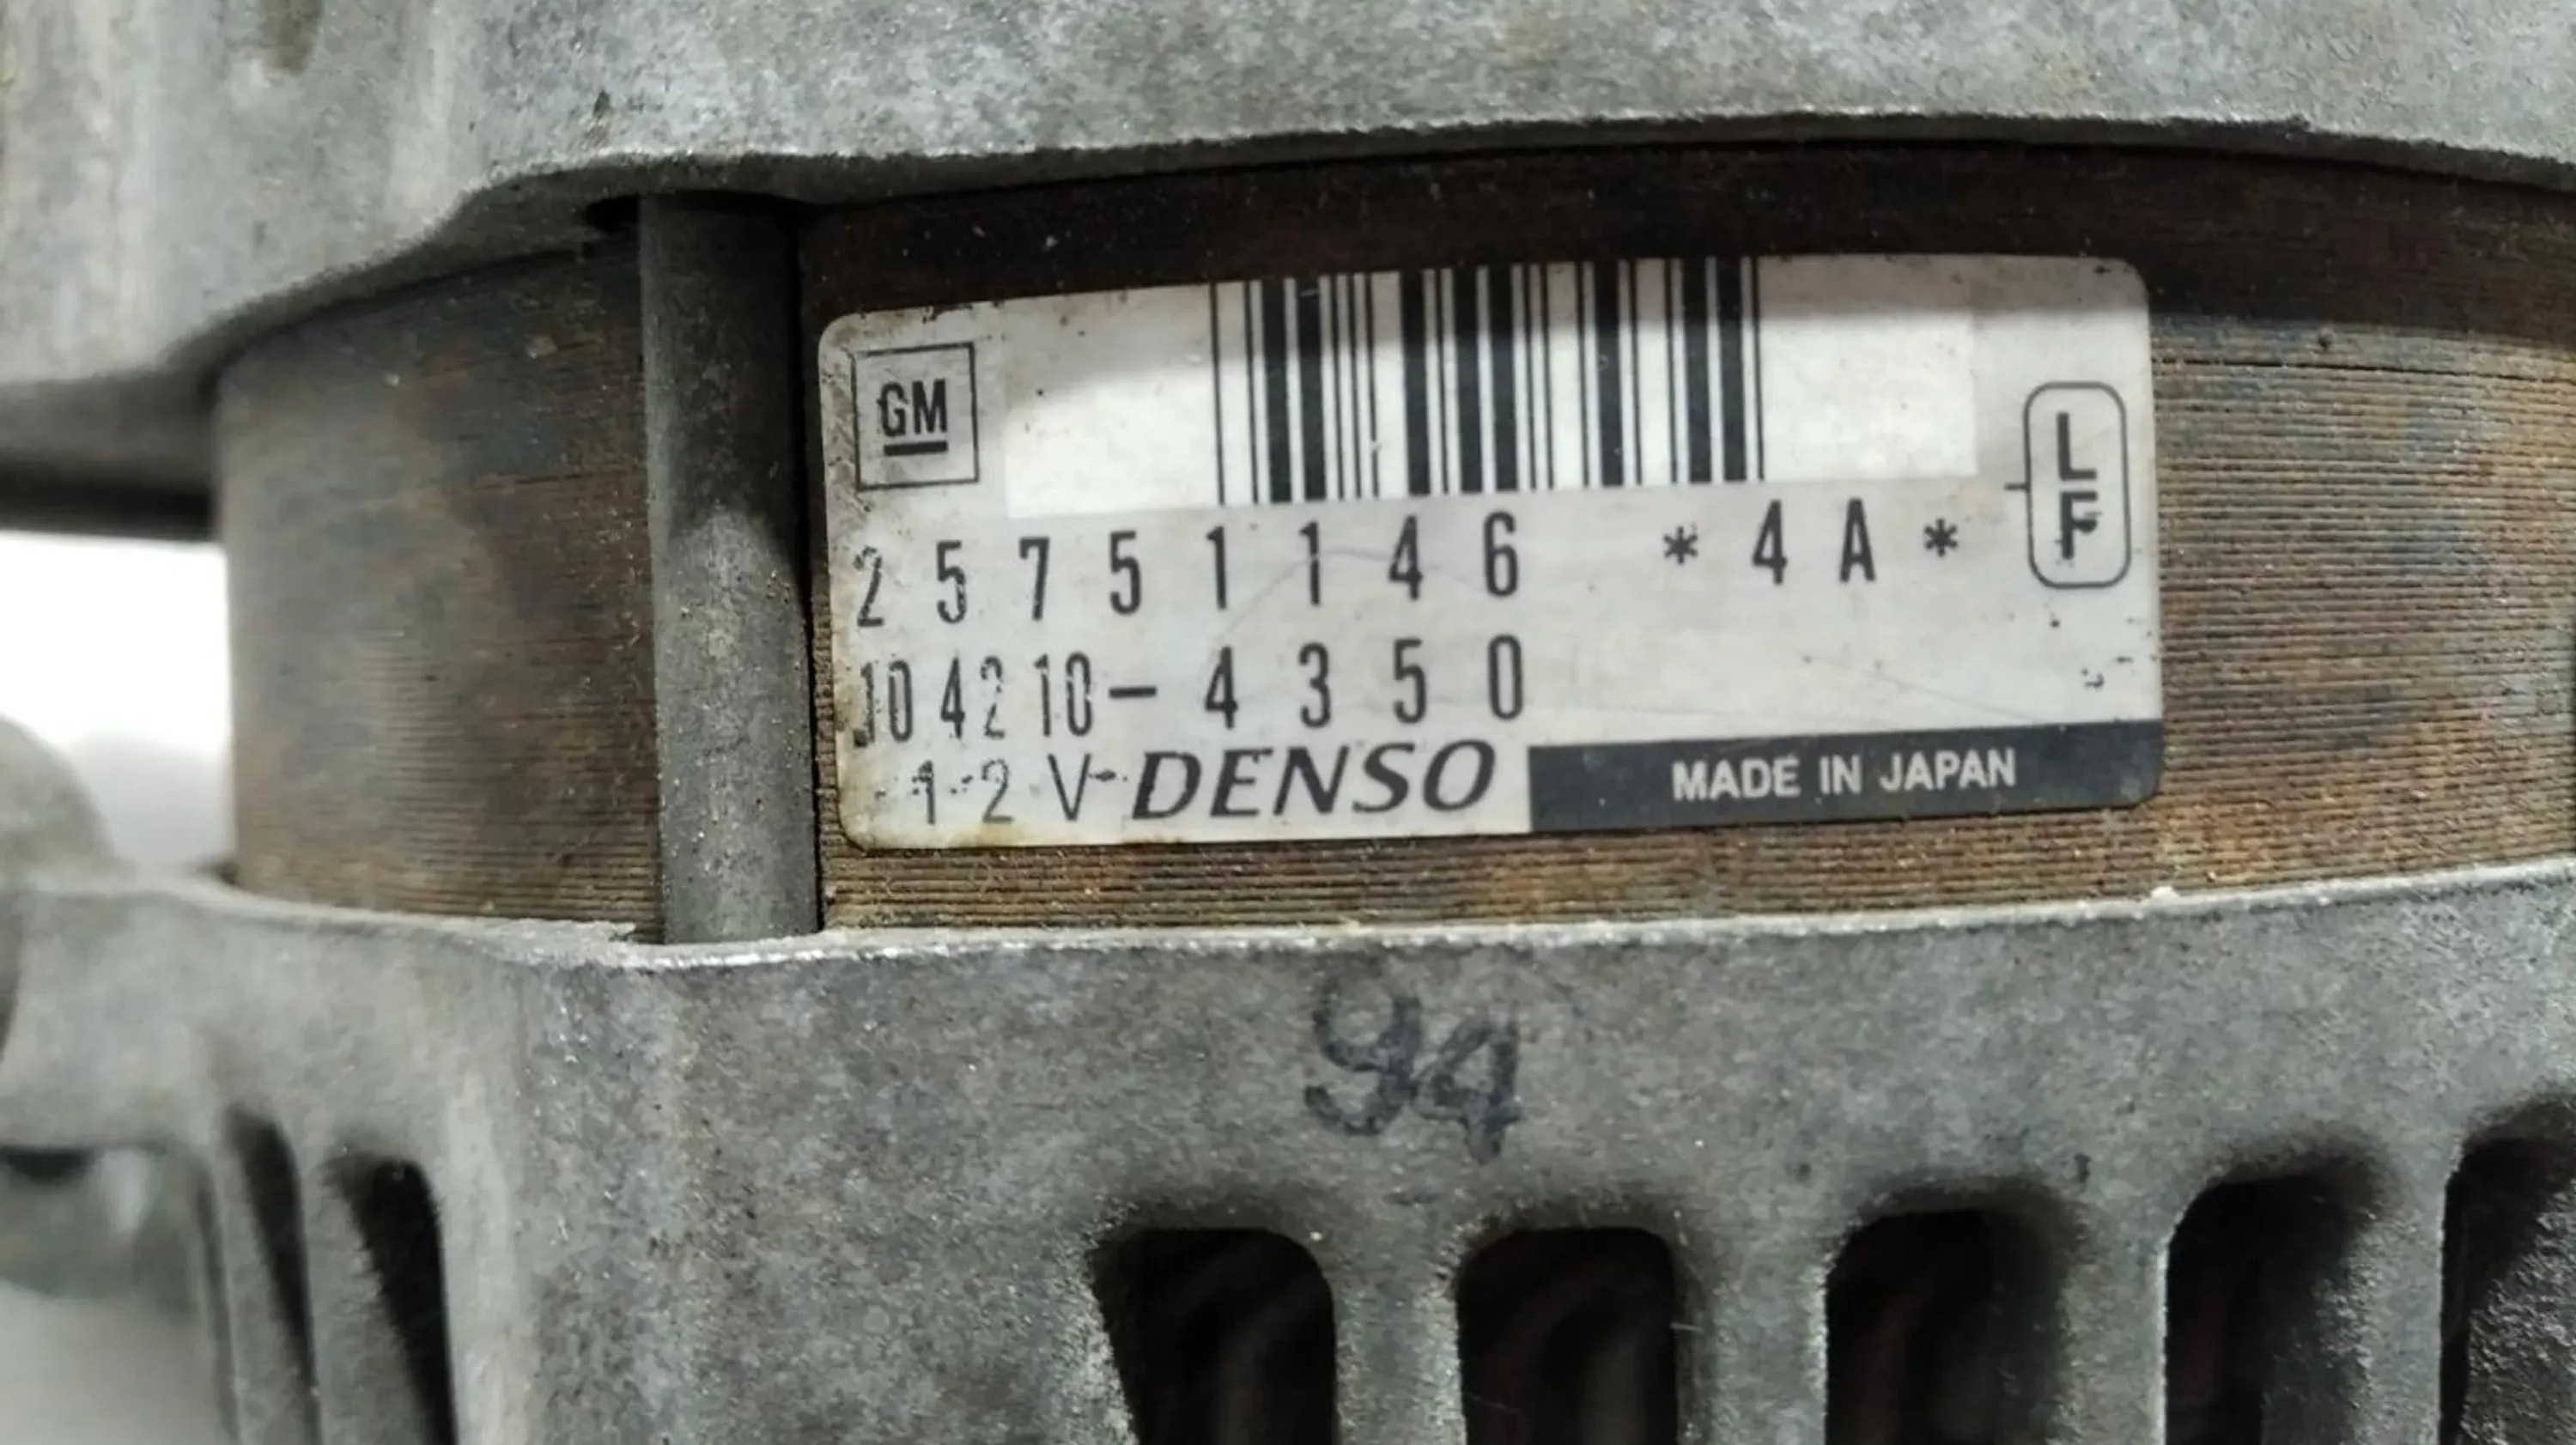 GM
25751146 *4A*
LF
104210-4350
12V DENSO MADE IN JAPAN
94